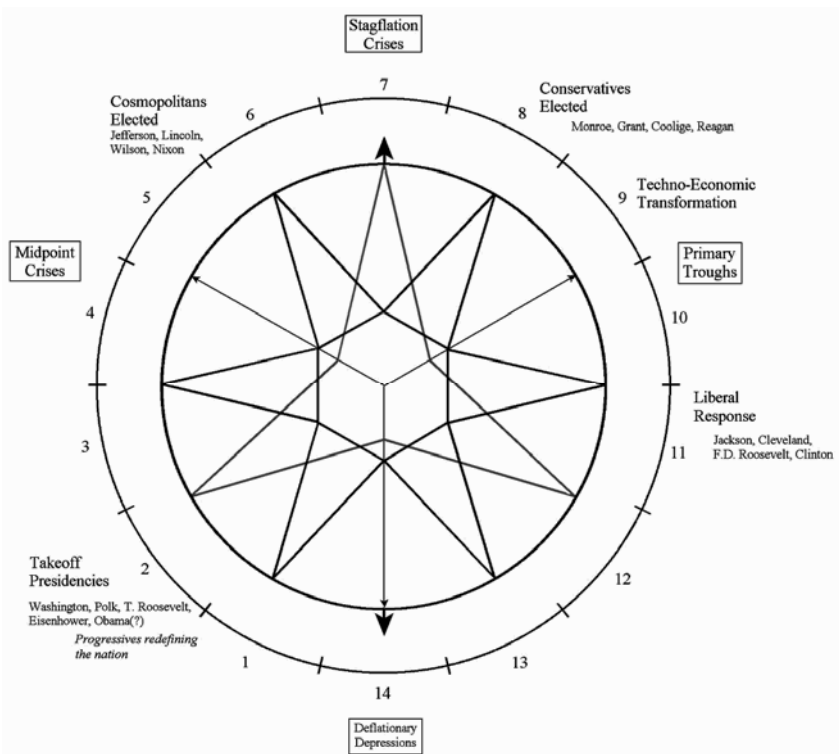 Stagflation
Crises
7
Cosmopolitans
Elected
Jefferson, Lincoln,
Wilson, Nixon
6
Conservatives
Elected
8
Monroe, Grant, Coolige, Reagan
5
9
Techno-Economic
Transformation
Midpoint
Crises
Primary
Troughs
4
10
Liberal
Response
Jackson, Cleveland,
F.D. Roosevelt, Clinton
3
11
Takeoff
Presidencies
2
12
Washington, Polk, T. Roosevelt,
Eisenhower, Obama(?)
Progressives redefining
the nation
1
13
14
Deflationary
Depressions